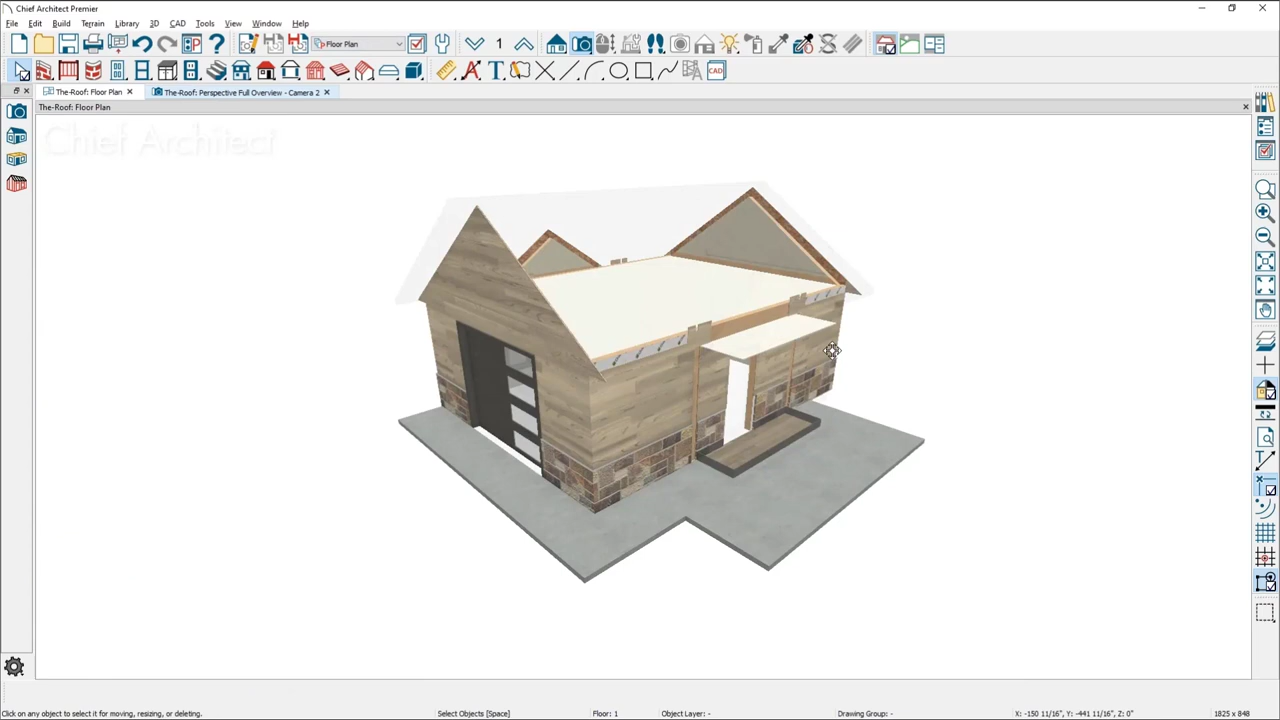 Chief Architect Premier
File Edit Build Terrain Library 3D CAD Tools View Window Help
Floor Plan 1
CAD
The-Roof: Floor Plan The-Roof: Perspective Full Overview - Camera 2
The-Roof: Floor Plan
Chief Architect
Click on any object to select it for moving, resizing, or deleting. Select Objects [Space] Floor: 1 Object Layer: - Drawing Group: - X: -150 11/16", Y: -441 11/16", Z: 0" 1825 x 848